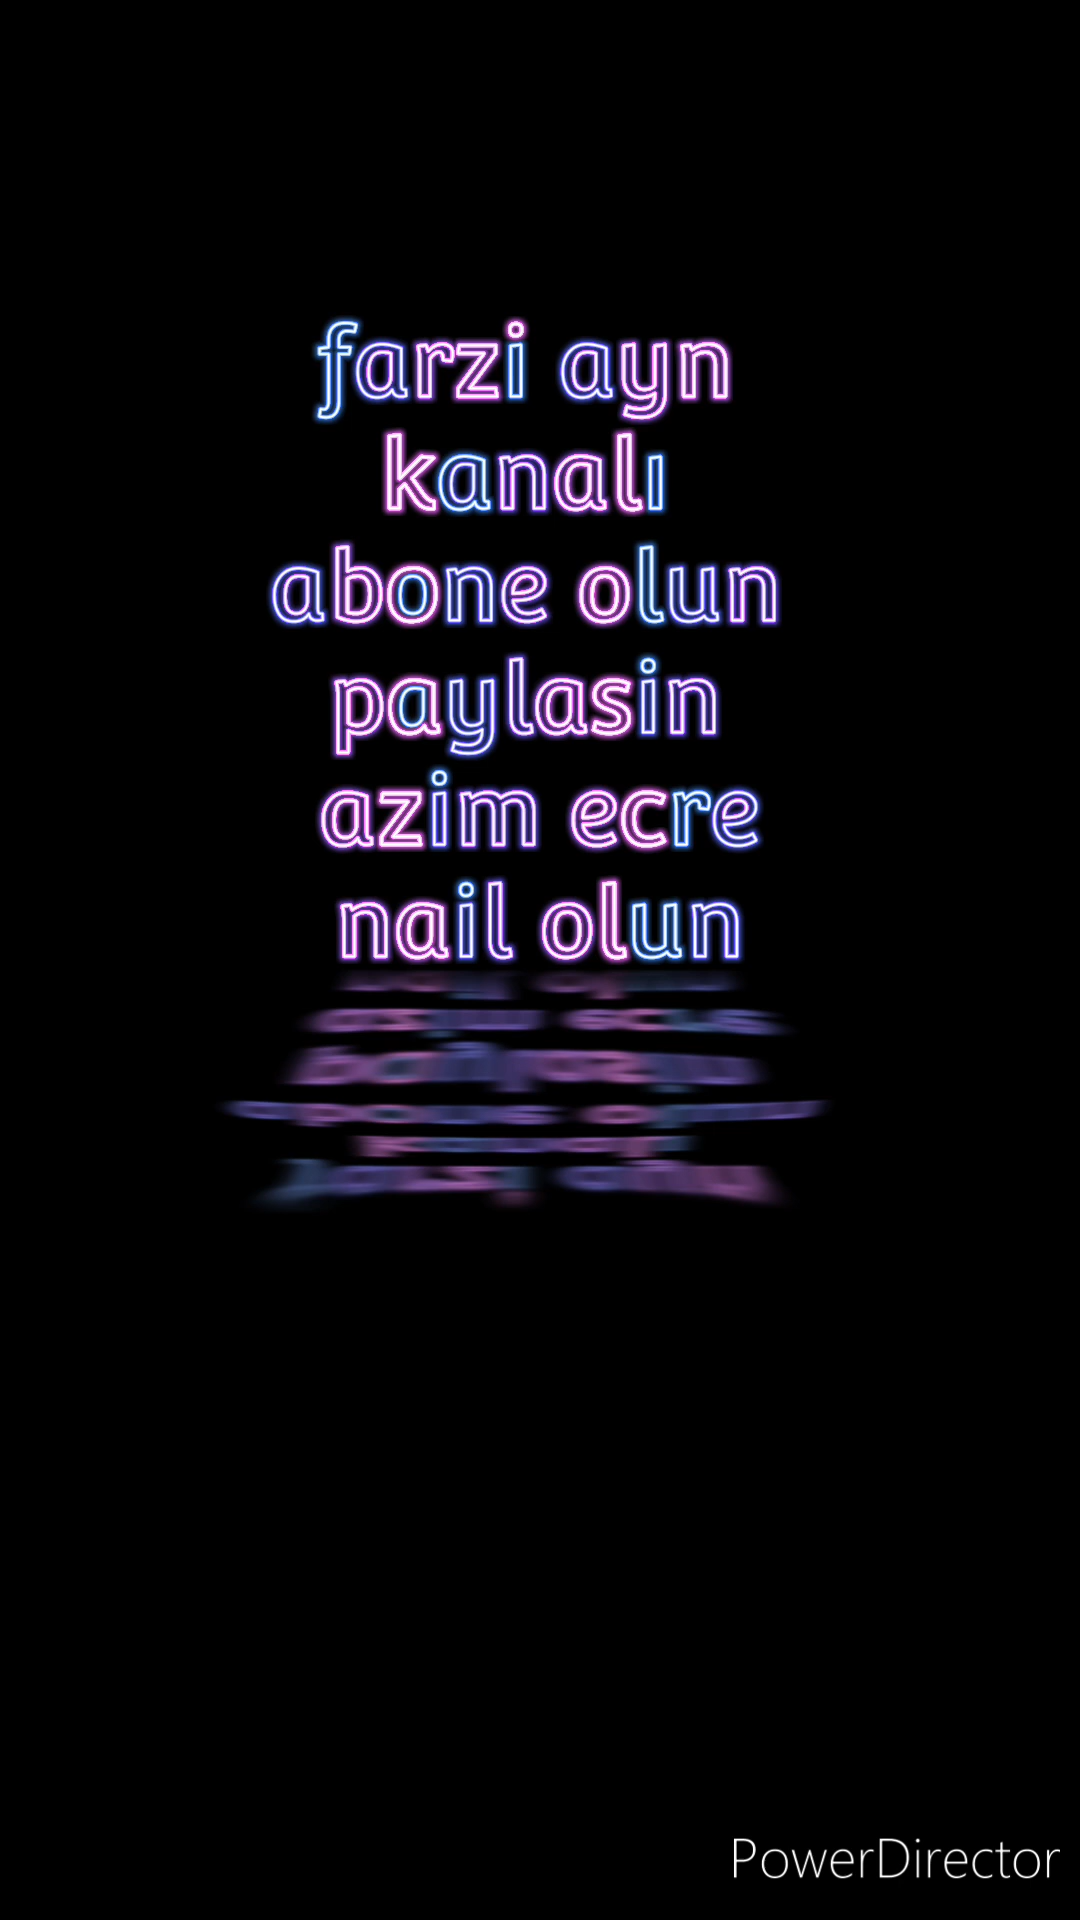 farzi ayn
kanalı
abone olun
paylasin
azim ecre
nail olun
PowerDirector